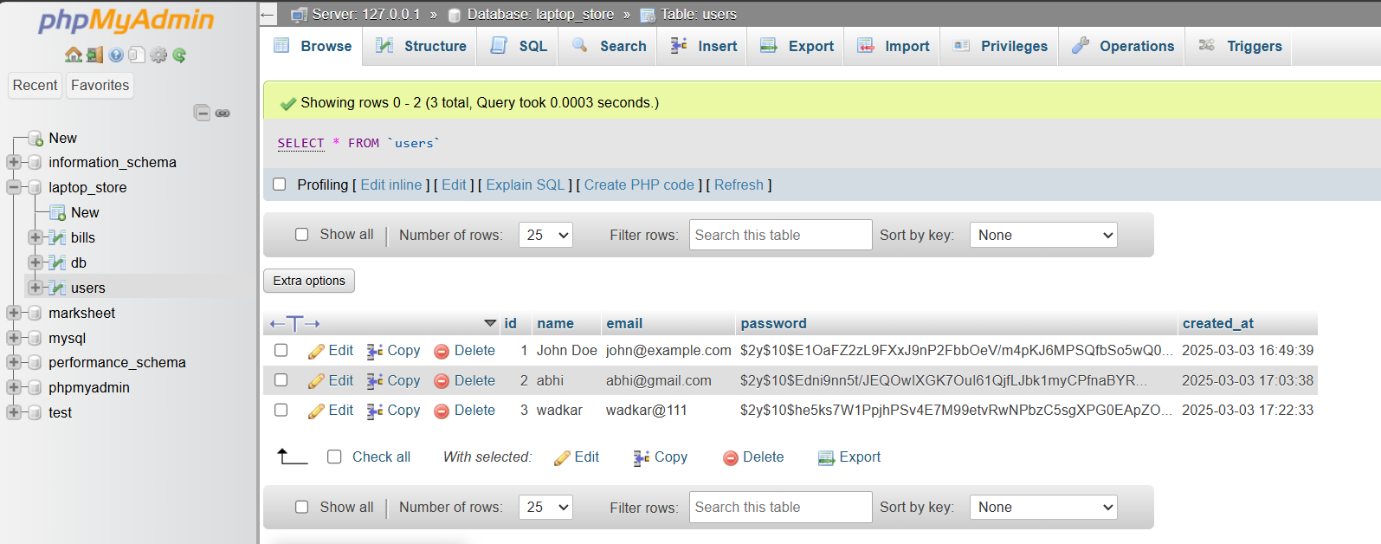 phpMyAdmin
Recent Favorites
New
information_schema
laptop_store
New
bills
db
users
marksheet
mysql
performance_schema
phpmyadmin
test
Server: 127.0.0.1 » Database: laptop_store » Table: users
Browse Structure SQL Search Insert Export Import Privileges Operations Triggers
Showing rows 0 - 2 (3 total, Query took 0.0003 seconds.)
SELECT * FROM `users`
Profiling [ Edit inline ] [ Edit ] [ Explain SQL ] [ Create PHP code ] [ Refresh ]
Show all | Number of rows: 25 Filter rows: Search this table Sort by key: None
Extra options
id name email password created_at
Edit Copy Delete 1 John Doe john@example.com $2y$10$E1OaFZ2zL9FXxJ9nP2FbbOeV/m4pKJ6MPSQfbSo5wQ0... 2025-03-03 16:49:39
Edit Copy Delete 2 abhi abhi@gmail.com $2y$10$Edni9nn5t/JEQOwIXGK7OuI61QjfLJbk1myCPfnaBYR... 2025-03-03 17:03:38
Edit Copy Delete 3 wadkar wadkar@111 $2y$10$he5ks7W1PpjhPSv4E7M99etvRwNPbzC5sgXPG0EApZO... 2025-03-03 17:22:33
Check all With selected: Edit Copy Delete Export
Show all | Number of rows: 25 Filter rows: Search this table Sort by key: None